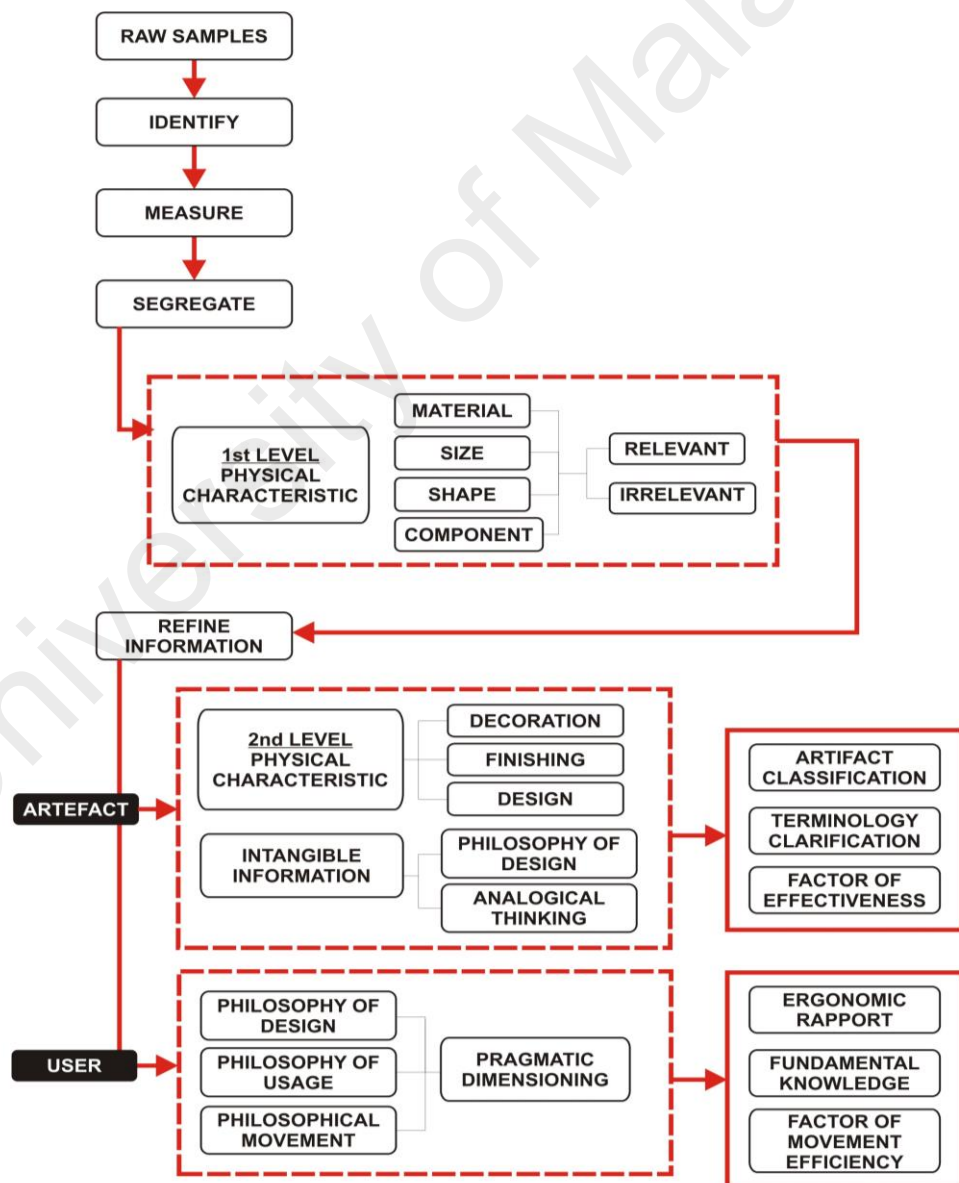 RAW SAMPLES
IDENTIFY
MEASURE
SEGREGATE
1st LEVEL
PHYSICAL
CHARACTERISTIC
MATERIAL
SIZE
SHAPE
COMPONENT
RELEVANT
IRRELEVANT
REFINE
INFORMATION
ARTEFACT
2nd LEVEL
PHYSICAL
CHARACTERISTIC
DECORATION
FINISHING
DESIGN
INTANGIBLE
INFORMATION
PHILOSOPHY OF
DESIGN
ANALOGICAL
THINKING
ARTIFACT
CLASSIFICATION
TERMINOLOGY
CLARIFICATION
FACTOR OF
EFFECTIVENESS
USER
PHILOSOPHY OF
DESIGN
PHILOSOPHY OF
USAGE
PHILOSOPHICAL
MOVEMENT
PRAGMATIC
DIMENSIONING
ERGONOMIC
RAPPORT
FUNDAMENTAL
KNOWLEDGE
FACTOR OF
MOVEMENT
EFFICIENCY
niversity of Mala